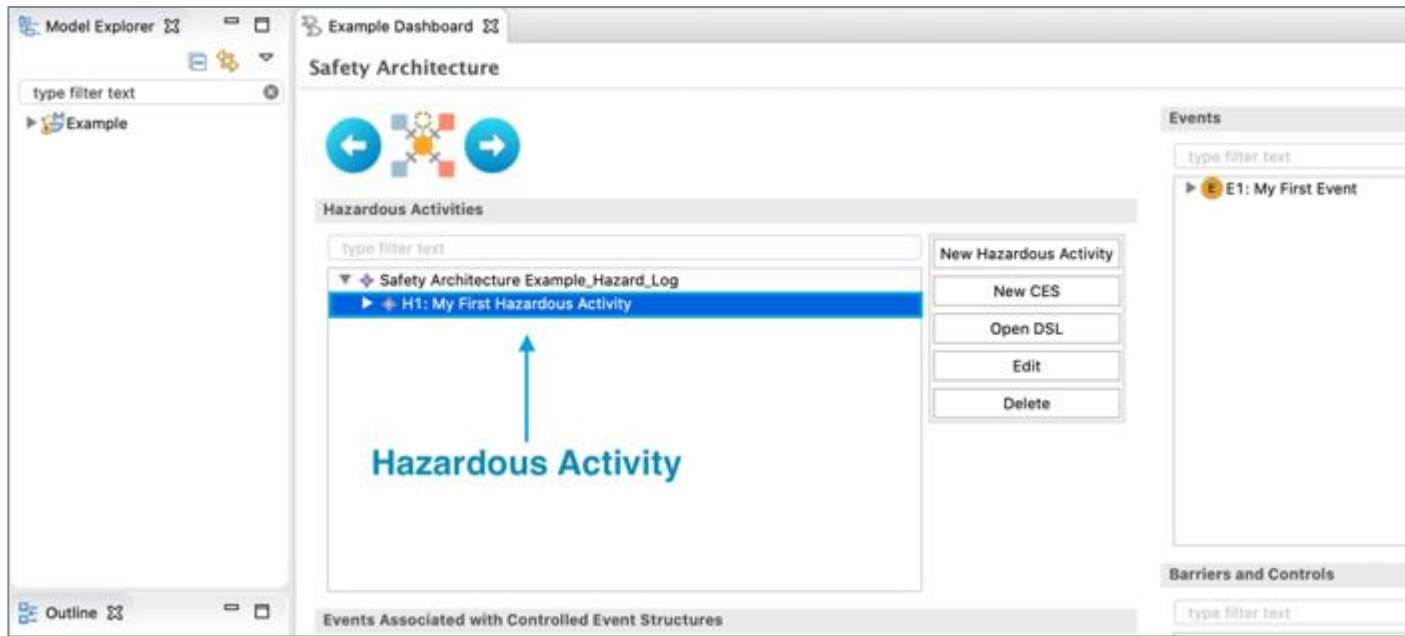 Model Explorer
Example Dashboard
Safety Architecture
type filter text
Example
Events
type filter text
E E1: My First Event
Hazardous Activities
type filter text
New Hazardous Activity
Safety Architecture Example_Hazard_Log
New CES
H1: My First Hazardous Activity
Open DSL
Edit
Delete
Hazardous Activity
Barriers and Controls
type filter text
Outline
Events Associated with Controlled Event Structures